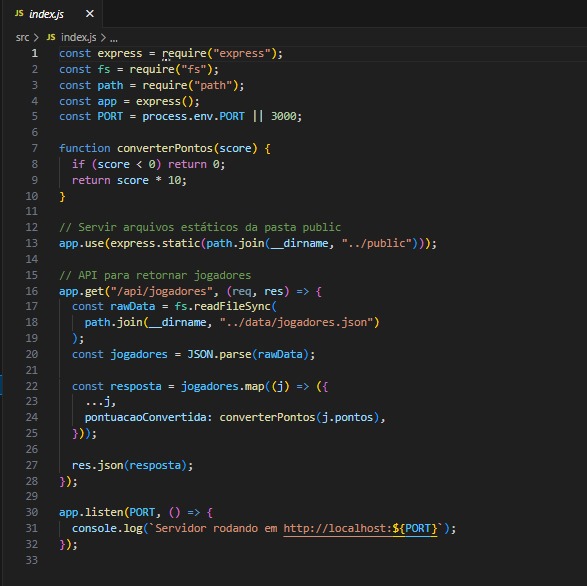 JS index.js ×
src > JS index.js > ...
1 const express = require("express");
2 const fs = require("fs");
3 const path = require("path");
4 const app = express();
5 const PORT = process.env.PORT || 3000;
6
7 function converterPontos(score) {
8   if (score < 0) return 0;
9   return score * 10;
10 }
11
12 // Servir arquivos estáticos da pasta public
13 app.use(express.static(path.join(__dirname, "../public")));
14
15 // API para retornar jogadores
16 app.get("/api/jogadores", (req, res) => {
17   const rawData = fs.readFileSync(
18     path.join(__dirname, "../data/jogadores.json")
19   );
20   const jogadores = JSON.parse(rawData);
21
22   const resposta = jogadores.map((j) => ({
23     ...j,
24     pontuacaoConvertida: converterPontos(j.pontos),
25   }));
26
27   res.json(resposta);
28 });
29
30 app.listen(PORT, () => {
31   console.log(`Servidor rodando em http://localhost:${PORT}`);
32 });
33